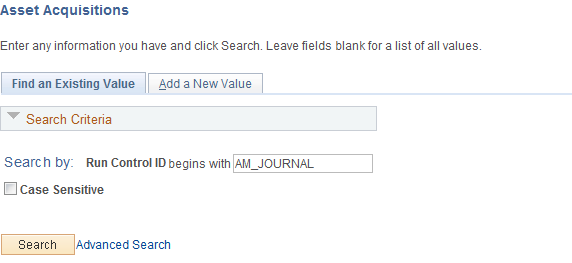 Asset Acquisitions
Enter any information you have and click Search. Leave fields blank for a list of all values.
Find an Existing Value Add a New Value
Search Criteria
Search by: Run Control ID begins with AM_JOURNAL
Case Sensitive
Search Advanced Search